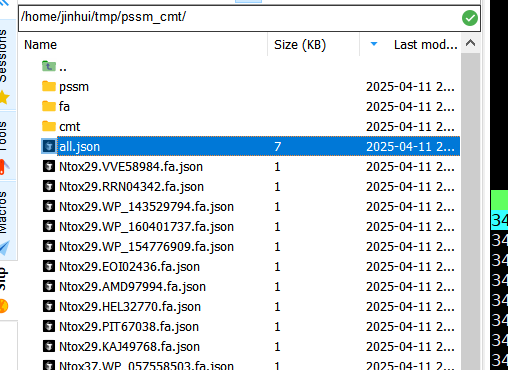 /home/jinhui/tmp/pssm_cmt/
Name Size (KB) Last mod...
..
pssm 2025-04-11 2...
fa 2025-04-11 2...
cmt 2025-04-11 2...
all.json 7 2025-04-11 2...
Ntox29.VVE58984.fa.json 1 2025-04-11 2...
Ntox29.RRN04342.fa.json 1 2025-04-11 2...
Ntox29.WP_143529794.fa.json 1 2025-04-11 2...
Ntox29.WP_160401737.fa.json 1 2025-04-11 2...
Ntox29.WP_154776909.fa.json 1 2025-04-11 2...
Ntox29.EOI02436.fa.json 1 2025-04-11 2...
Ntox29.AMD97994.fa.json 1 2025-04-11 2...
Ntox29.HEL32770.fa.json 1 2025-04-11 2...
Ntox29.PIT67038.fa.json 1 2025-04-11 2...
Ntox29.KAJ49768.fa.json 1 2025-04-11 2...
Ntox37.WP_057558503.fa.json 1 2025-04-11 2...
Sessions
Tools
Macros
34
34
34
34
34
34
34
34